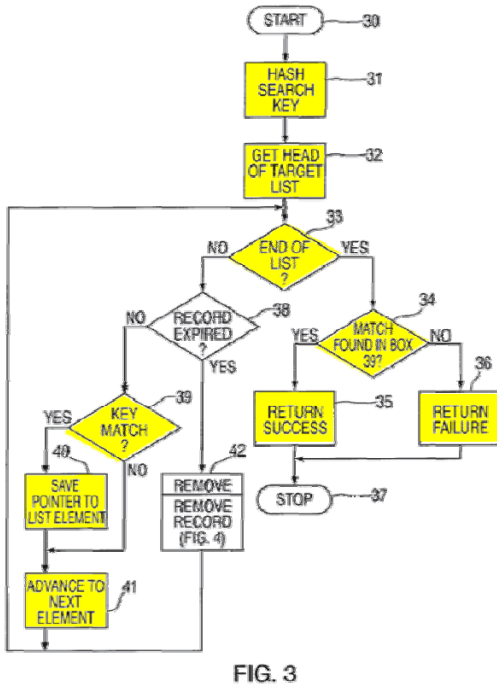 START
30
HASH
SEARCH
KEY
31
GET HEAD
OF TARGET
LIST
32
33
NO
END OF
LIST
?
YES
38
NO
RECORD
EXPIRED
?
YES
34
YES
MATCH
FOUND IN BOX
39?
NO
36
39
YES
KEY
MATCH
?
NO
40
RETURN
SUCCESS
35
RETURN
FAILURE
SAVE
POINTER TO
LIST ELEMENT
42
REMOVE
REMOVE
RECORD
(FIG. 4)
STOP
37
ADVANCE TO
NEXT
ELEMENT
41
FIG. 3